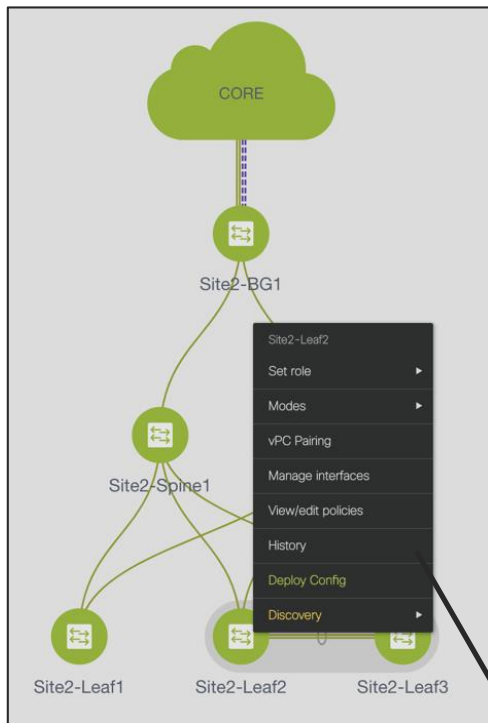 CORE
Site2-BG1
Site2-Leaf2
Set role
Modes
vPC Pairing
Manage interfaces
View/edit policies
History
Deploy Config
Discovery
Site2-Spine1
Site2-Leaf1
Site2-Leaf2
Site2-Leaf3